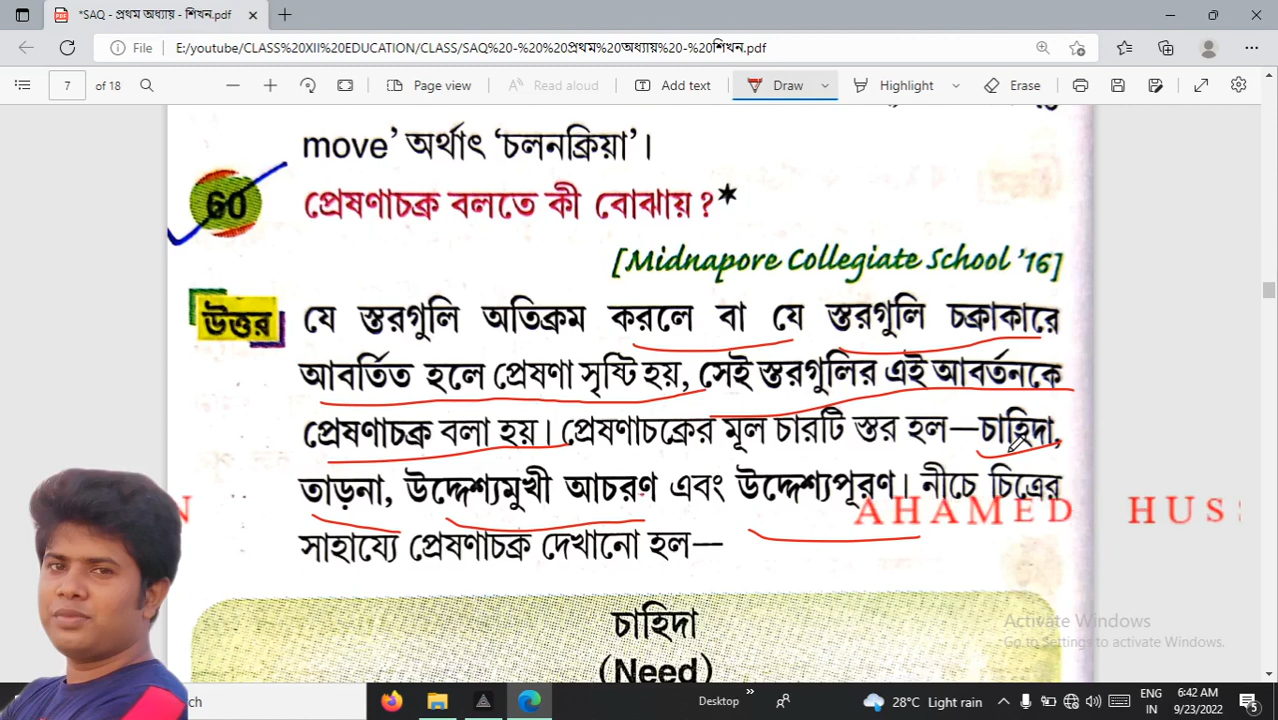 *SAQ - প্রথম অধ্যায় - শিখন.pdf
File E:/youtube/CLASS%20XII%20EDUCATION/CLASS/SAQ%20-%20%20প্রথম%20অধ্যায়%20-%20শিখন.pdf
7 of 18 Page view Read aloud Add text Draw Highlight Erase
move’ অর্থাৎ ‘চলনক্রিয়া’।
60 প্রেষণাচক্র বলতে কী বোঝায় ?*
[Midnapore Collegiate School '16]
উত্তর যে স্তরগুলি অতিক্রম করলে বা যে স্তরগুলি চক্রাকারে
আবর্তিত হলে প্রেষণা সৃষ্টি হয়, সেই স্তরগুলির এই আবর্তনকে
প্রেষণাচক্র বলা হয়। প্রেষণাচক্রের মূল চারটি স্তর হল—চাহিদা,
তাড়না, উদ্দেশ্যমুখী আচরণ এবং উদ্দেশ্যপূরণ। নীচে চিত্রের
N AHAMED HUSS
সাহায্যে প্রেষণাচক্র দেখানো হল—
চাহিদা
(Need)
Activate Windows
Go to Settings to activate Windows.
rch Desktop 28°C Light rain ENG IN 6:42 AM 9/23/2022 5